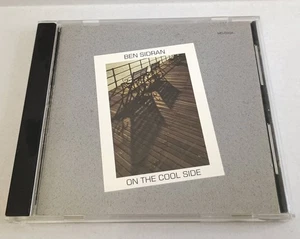 BEN SIDRAN
ON THE COOL SIDE